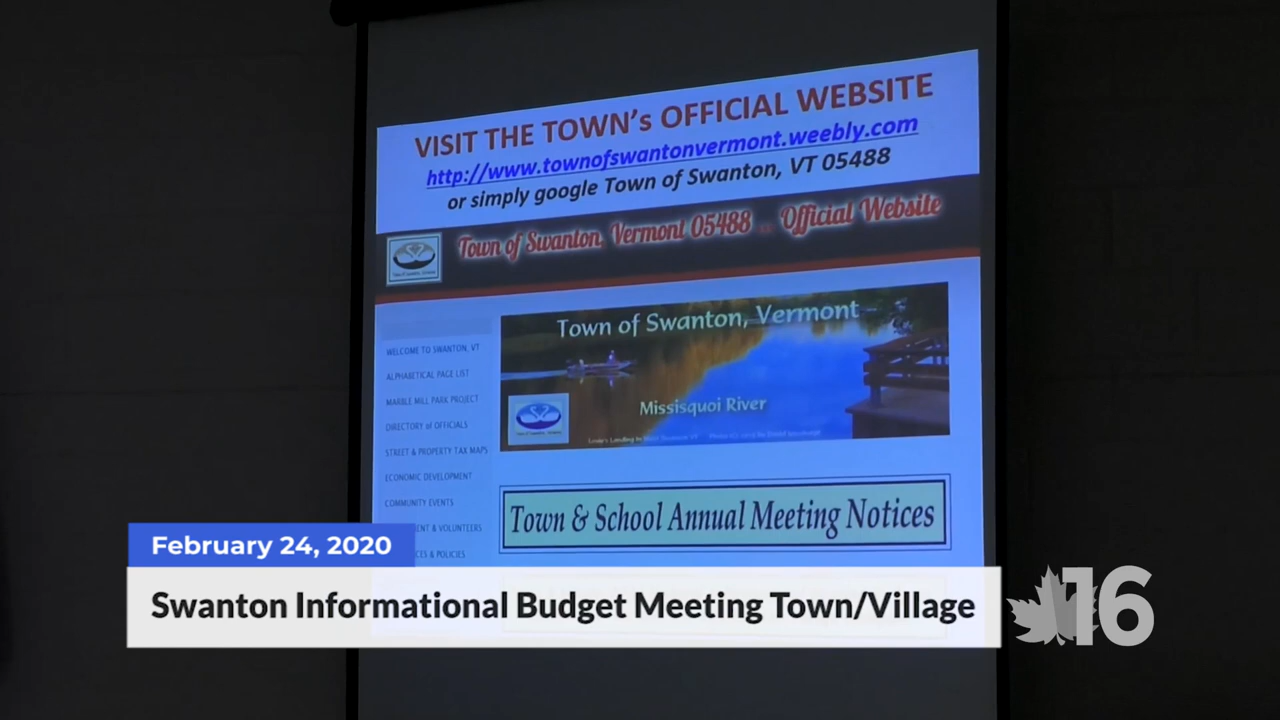 VISIT THE TOWN's OFFICIAL WEBSITE
http://www.townofswantonvermont.weebly.com
or simply google Town of Swanton, VT 05488
Town of Swanton, Vermont 05488 ... Official Website
Town of Swanton, Vermont
Missisquoi River
WELCOME TO SWANTON, VT
ALPHABETICAL PAGE LIST
MARBLE MILL PARK PROJECT
DIRECTORY of OFFICIALS
STREET & PROPERTY TAX MAPS
ECONOMIC DEVELOPMENT
COMMUNITY EVENTS
& VOLUNTEERS
& POLICIES
Town & School Annual Meeting Notices
February 24, 2020
Swanton Informational Budget Meeting Town/Village
16